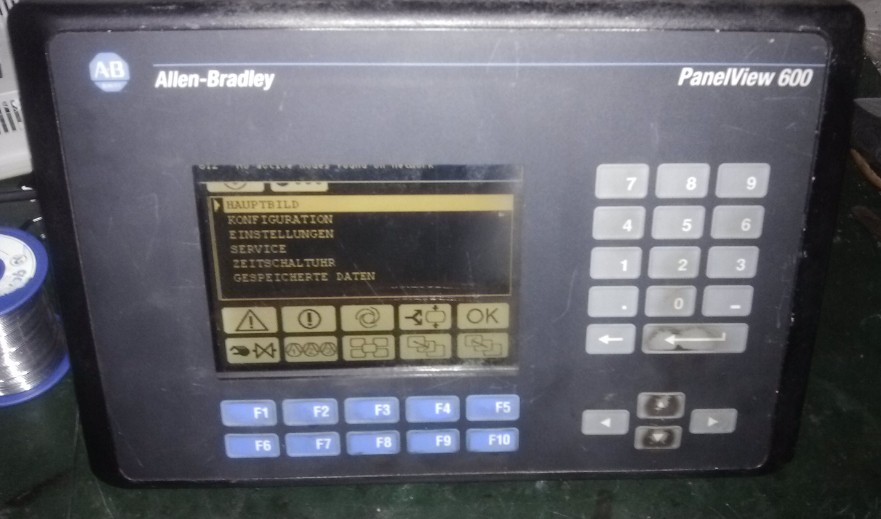 AB
Allen-Bradley
PanelView 600
HAUPTBILD
KONFIGURATION
EINSTELLUNGEN
SERVICE
ZEITSCHALTUHR
GESPEICHERTE DATEN
OK
7 8 9
4 5 6
1 2 3
. 0 -
F1 F2 F3 F4 F5
F6 F7 F8 F9 F10